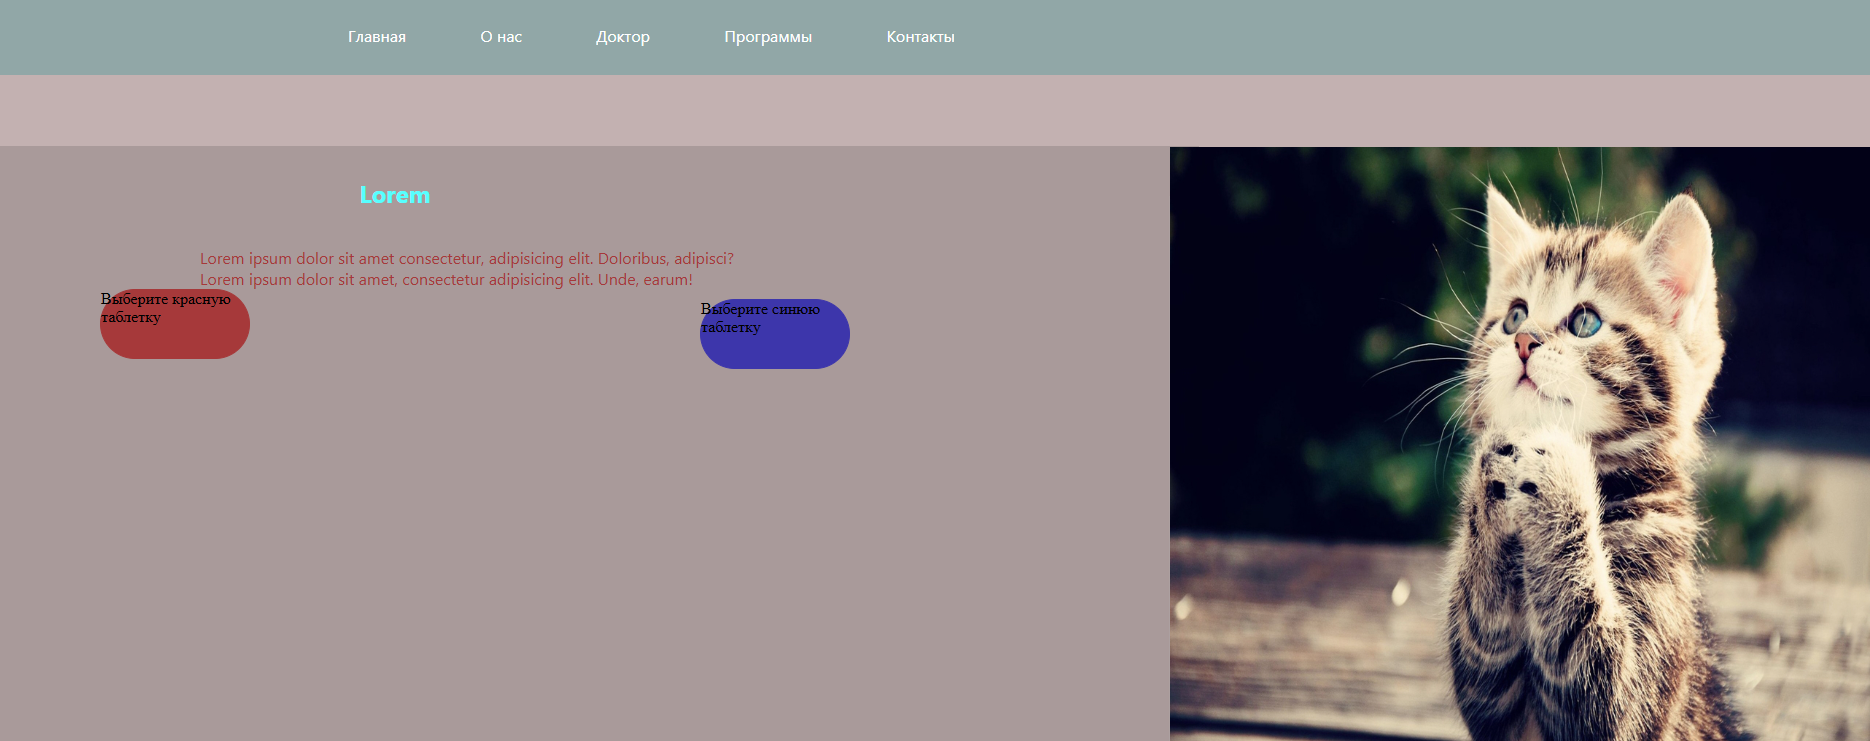 Главная О нас Доктор Программы Контакты
Lorem
Lorem ipsum dolor sit amet consectetur, adipisicing elit. Doloribus, adipisci?
Lorem ipsum dolor sit amet, consectetur adipisicing elit. Unde, earum!
Выберите красную
таблетку
Выберите синюю
таблетку